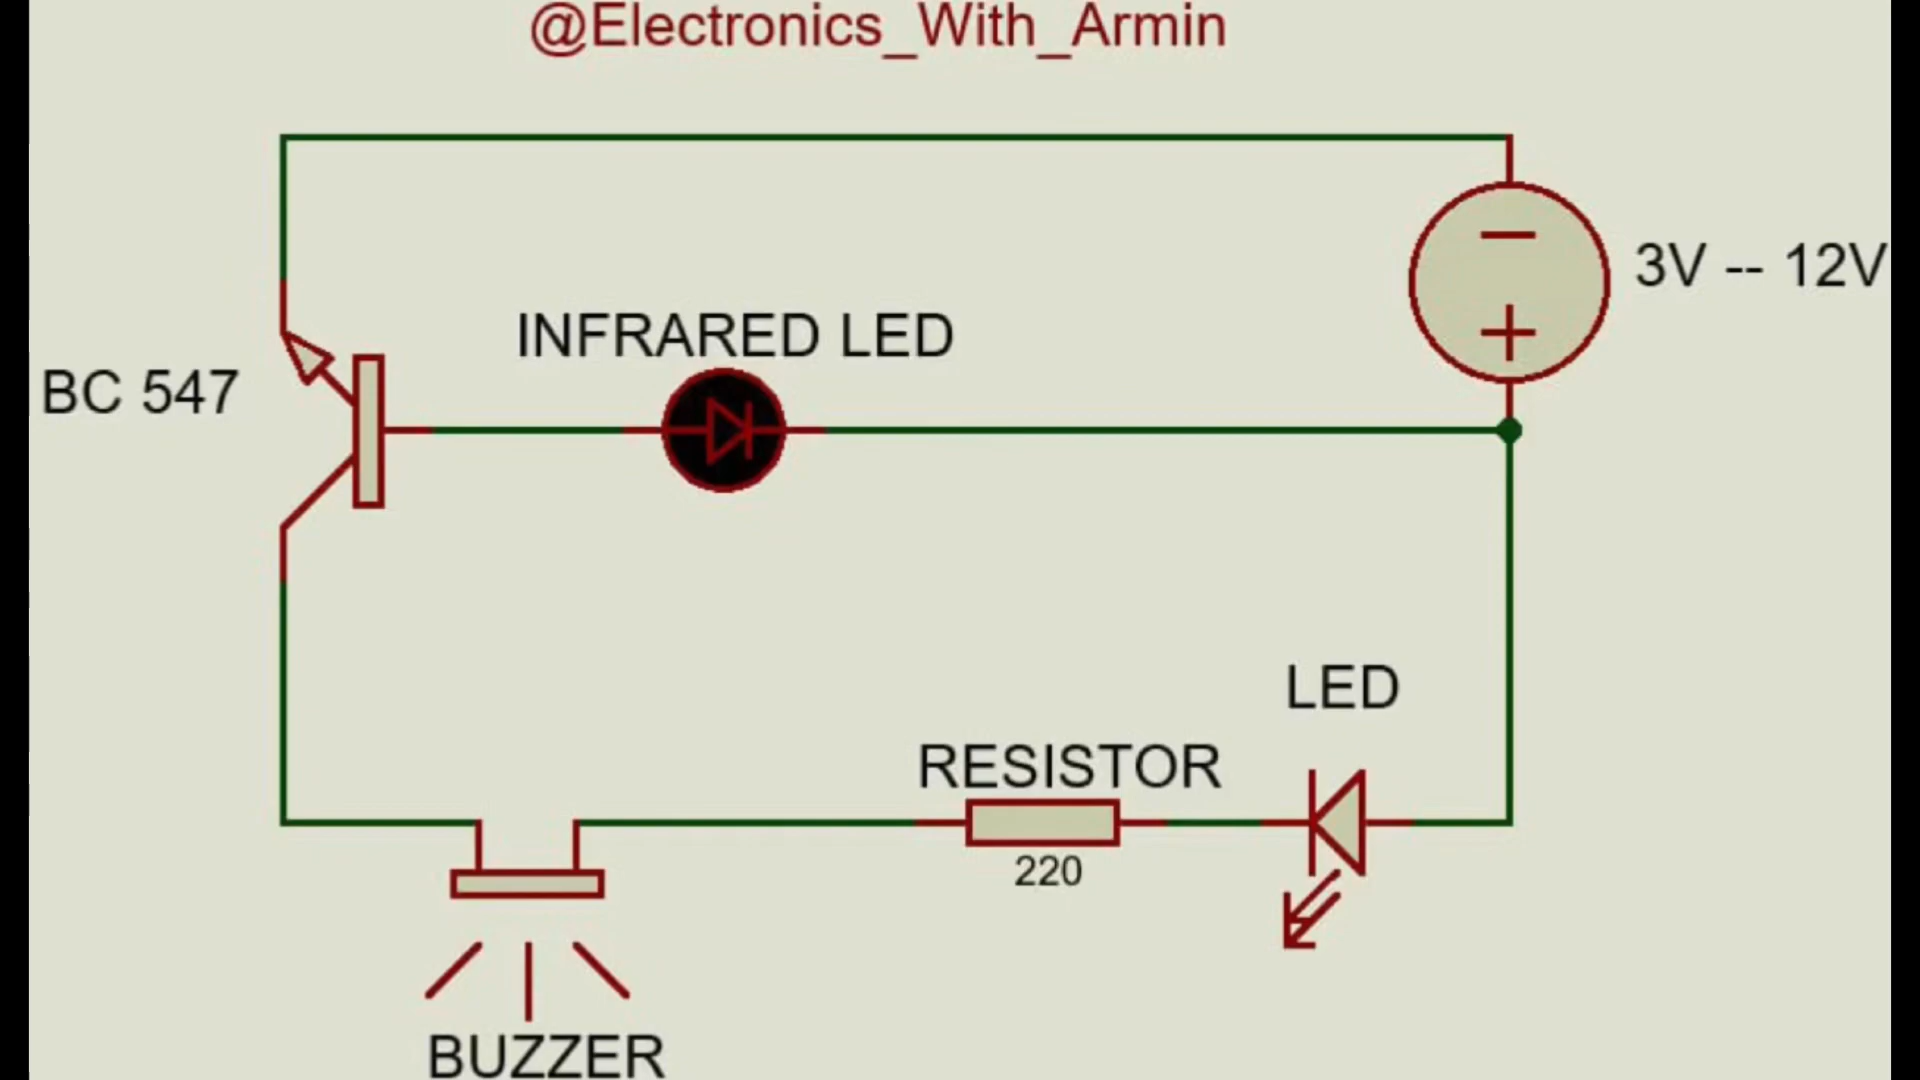 @Electronics_With_Armin
3V -- 12V
INFRARED LED
BC 547
LED
RESISTOR
220
BUZZER